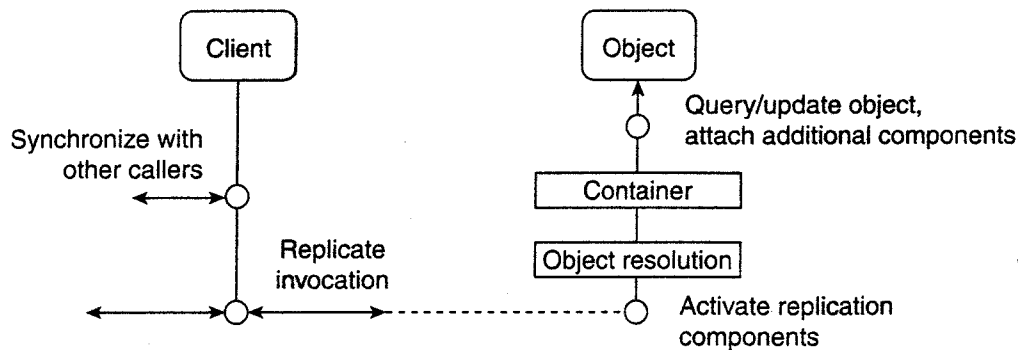 Client
Object
Synchronize with
other callers
Query/update object,
attach additional components
Container
Replicate
invocation
Object resolution
Activate replication
components